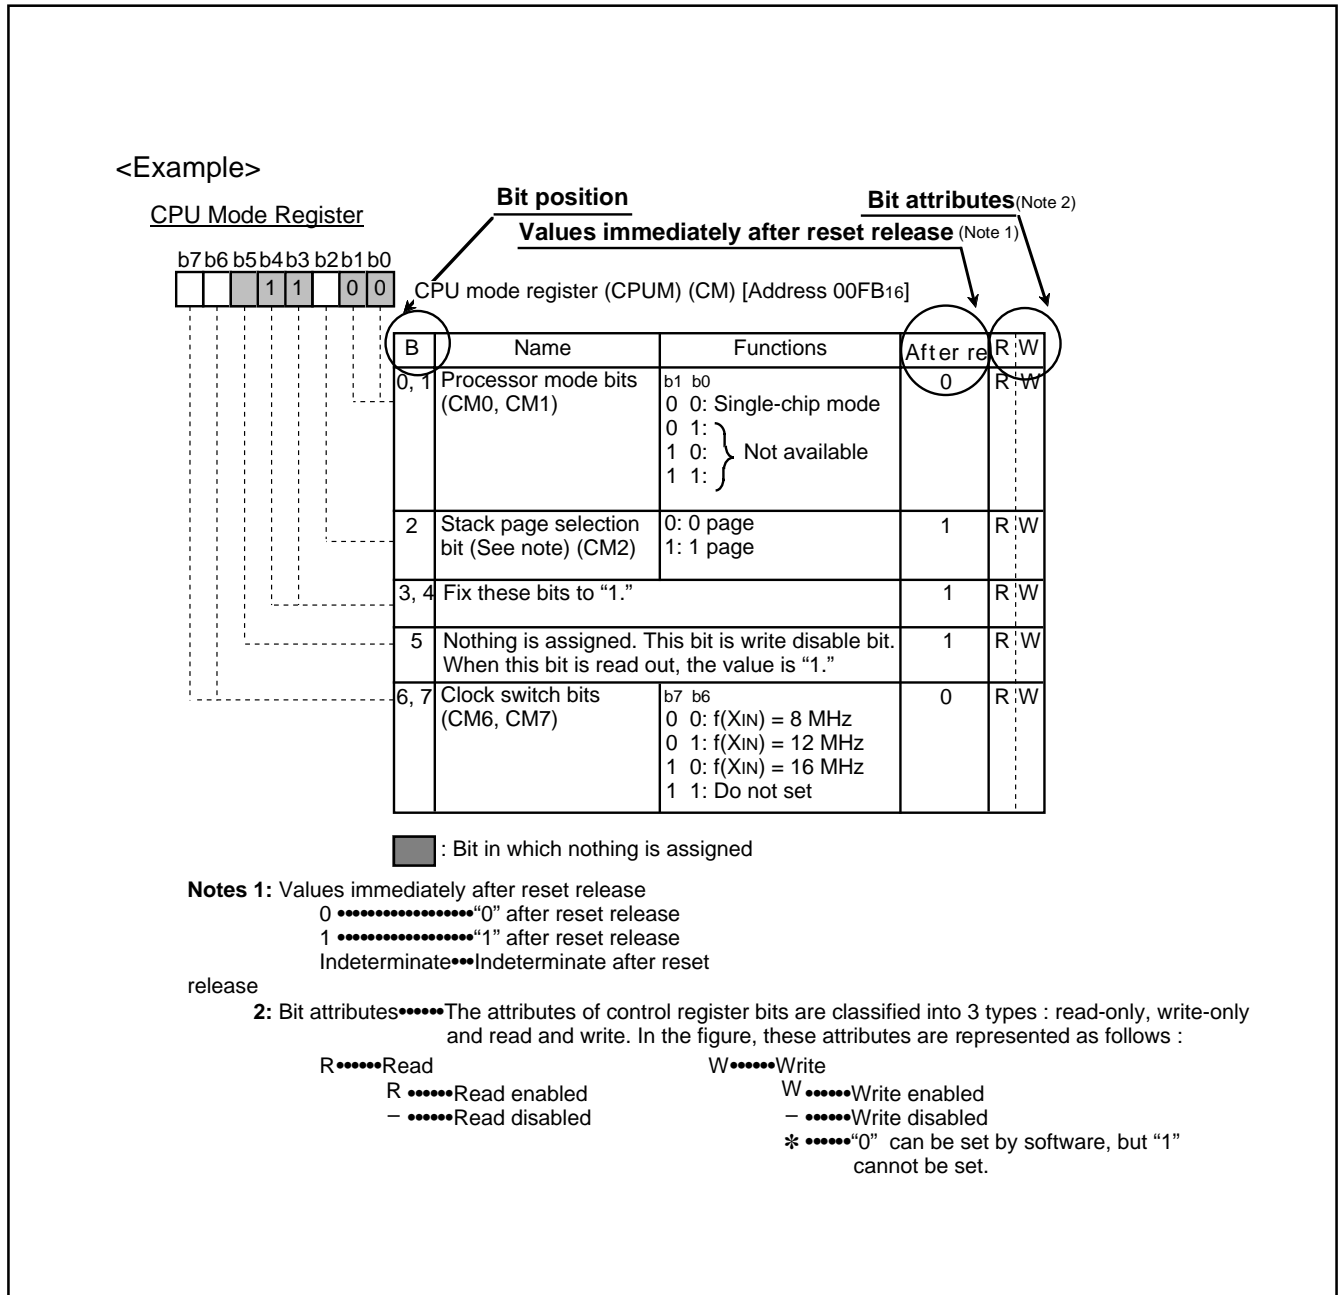 <Example>
CPU Mode Register
Bit position
Bit attributes(Note 2)
Values immediately after reset release (Note 1)
b7 b6 b5 b4 b3 b2 b1 b0
1 1 0 0
CPU mode register (CPUM) (CM) [Address 00FB16]
B Name Functions After re R W
0, 1 Processor mode bits b1 b0 0 R W
(CM0, CM1) 0 0: Single-chip mode
0 1:
1 0: Not available
1 1:
2 Stack page selection 0: 0 page 1 R W
bit (See note) (CM2) 1: 1 page
3, 4 Fix these bits to “1.” 1 R W
5 Nothing is assigned. This bit is write disable bit. 1 R W
When this bit is read out, the value is “1.”
6, 7 Clock switch bits b7 b6 0 R W
(CM6, CM7) 0 0: f(XIN) = 8 MHz
0 1: f(XIN) = 12 MHz
1 0: f(XIN) = 16 MHz
1 1: Do not set
: Bit in which nothing is assigned
Notes 1: Values immediately after reset release
0 ••••••••••••••••••“0” after reset release
1 ••••••••••••••••••“1” after reset release
Indeterminate•••Indeterminate after reset
release
2: Bit attributes••••••The attributes of control register bits are classified into 3 types : read-only, write-only
and read and write. In the figure, these attributes are represented as follows :
R••••••Read W••••••Write
R ••••••Read enabled W ••••••Write enabled
– ••••••Read disabled – ••••••Write disabled
✻ ••••••“0” can be set by software, but “1”
cannot be set.